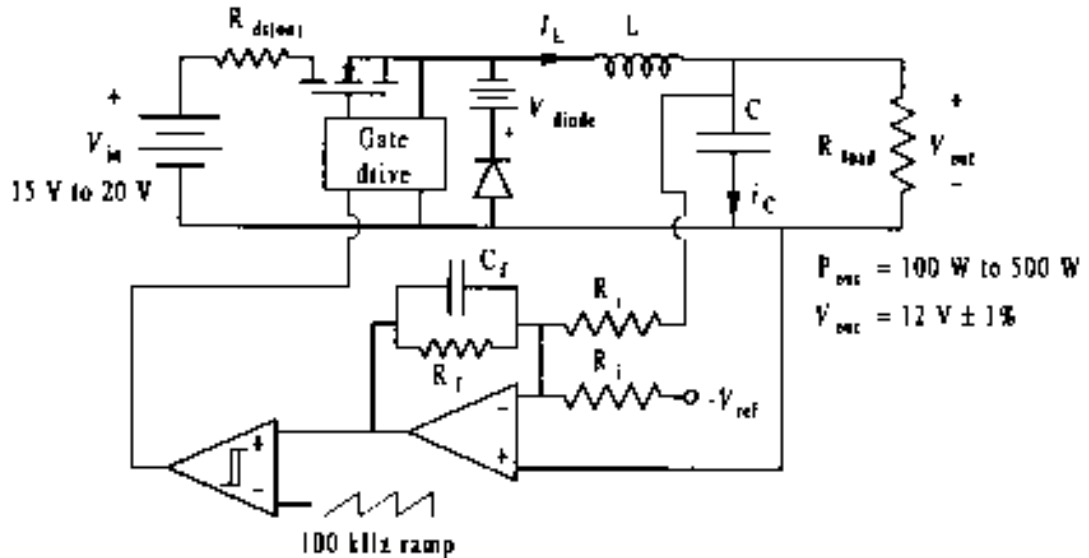 R ds(on)
I L
L
+
V in
15 V to 20 V
Gate
drive
V diode
+
C
i C
R load
+
V out
-
P out = 100 W to 500 W
V out = 12 V ± 1%
C f
R f
R i
R i
-V ref
-
+
+
-
100 kHz ramp